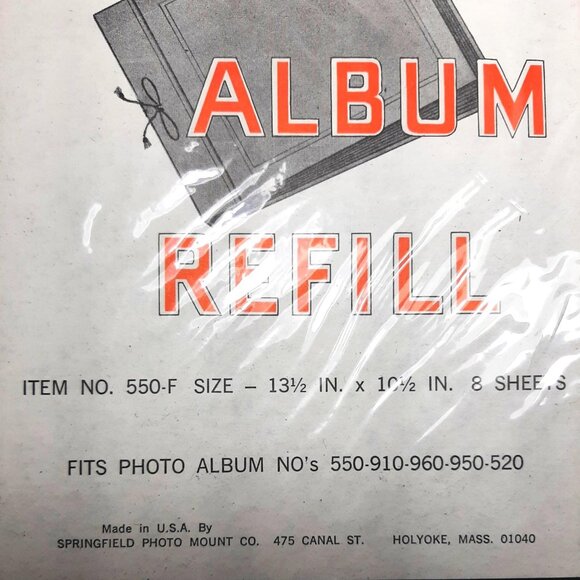 ALBUM
REFILL
ITEM NO. 550-F SIZE – 13½ IN. x 10½ IN. 8 SHEETS
FITS PHOTO ALBUM NO's 550-910-960-950-520
Made in U.S.A. By
SPRINGFIELD PHOTO MOUNT CO. 475 CANAL ST. HOLYOKE, MASS. 01040